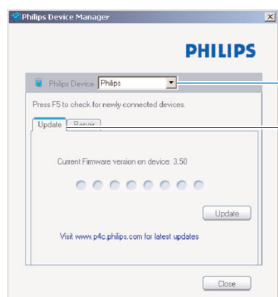 Philips Device Manager
PHILIPS
Philips Device Philips
Press F5 to check for newly connected devices.
Update Repair
Current Firmware version on device: 3.50
Update
Visit www.p4c.philips.com for latest updates
Close